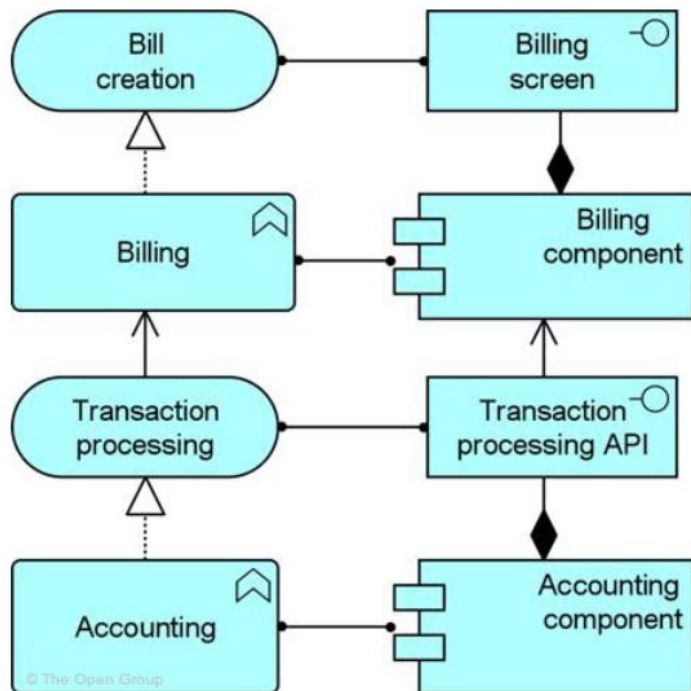 Bill
creation
Billing
screen
Billing
Billing
component
Transaction
processing
Transaction
processing API
Accounting
Accounting
component
© The Open Group